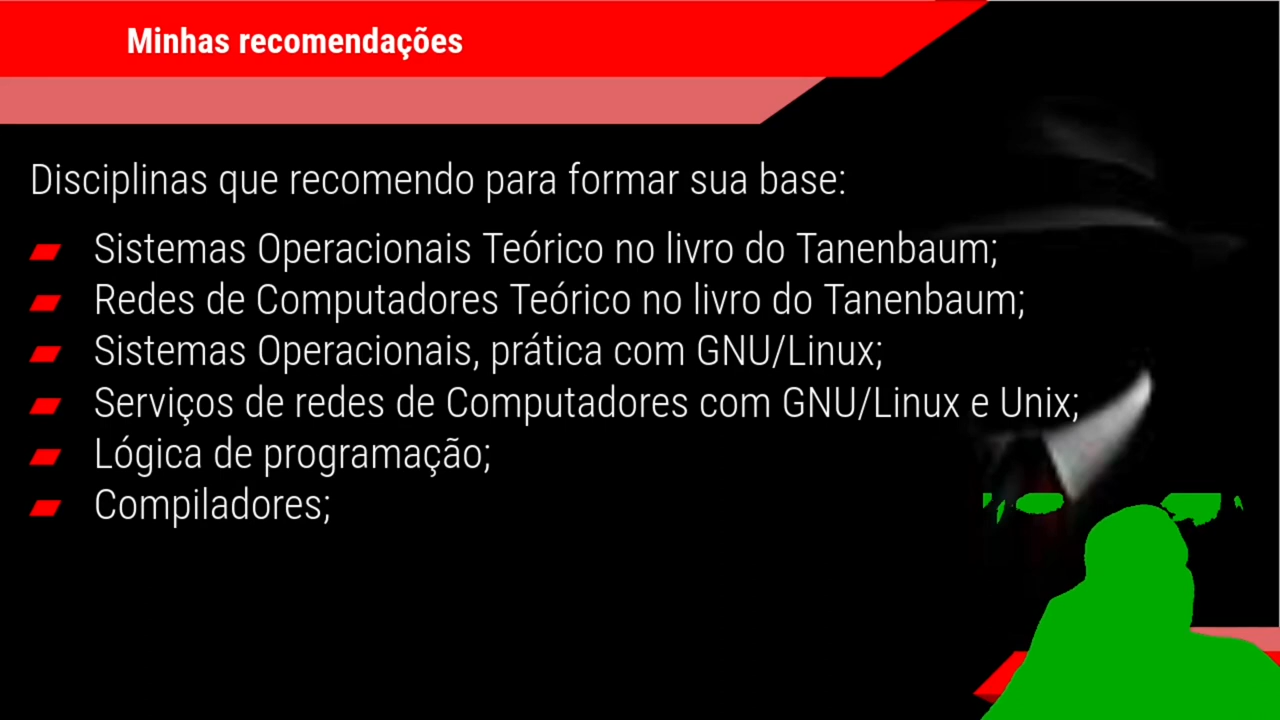 Minhas recomendações
Disciplinas que recomendo para formar sua base:
Sistemas Operacionais Teórico no livro do Tanenbaum;
Redes de Computadores Teórico no livro do Tanenbaum;
Sistemas Operacionais, prática com GNU/Linux;
Serviços de redes de Computadores com GNU/Linux e Unix;
Lógica de programação;
Compiladores;